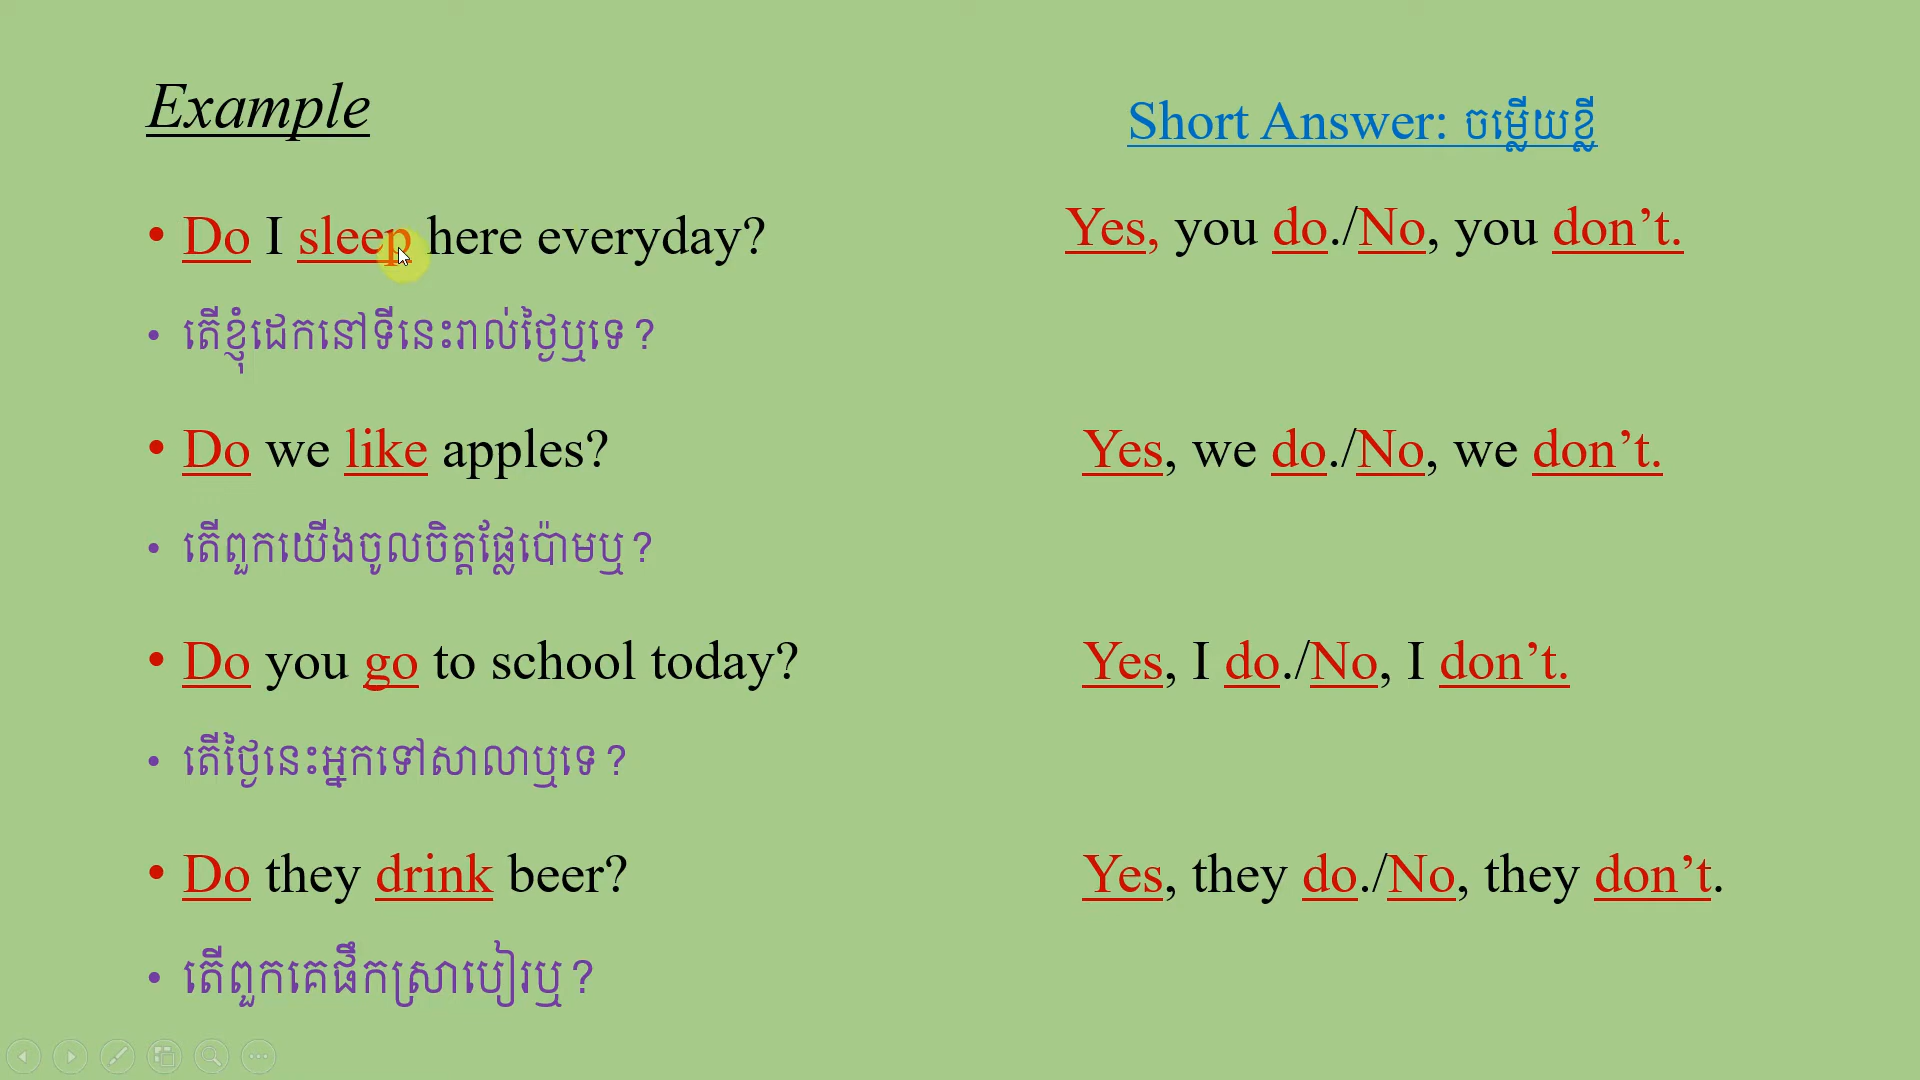 Example
Short Answer: ចម្លើយខ្លី
• Do I sleep here everyday?
Yes, you do./No, you don’t.
• តើខ្ញុំដេកនៅទីនេះរាល់ថ្ងៃឬទេ?
• Do we like apples?
Yes, we do./No, we don’t.
• តើពួកយើងចូលចិត្តផ្លែប៉ោមឬ?
• Do you go to school today?
Yes, I do./No, I don’t.
• តើថ្ងៃនេះអ្នកទៅសាលាឬទេ?
• Do they drink beer?
Yes, they do./No, they don’t.
• តើពួកគេផឹកស្រាបៀរឬ?